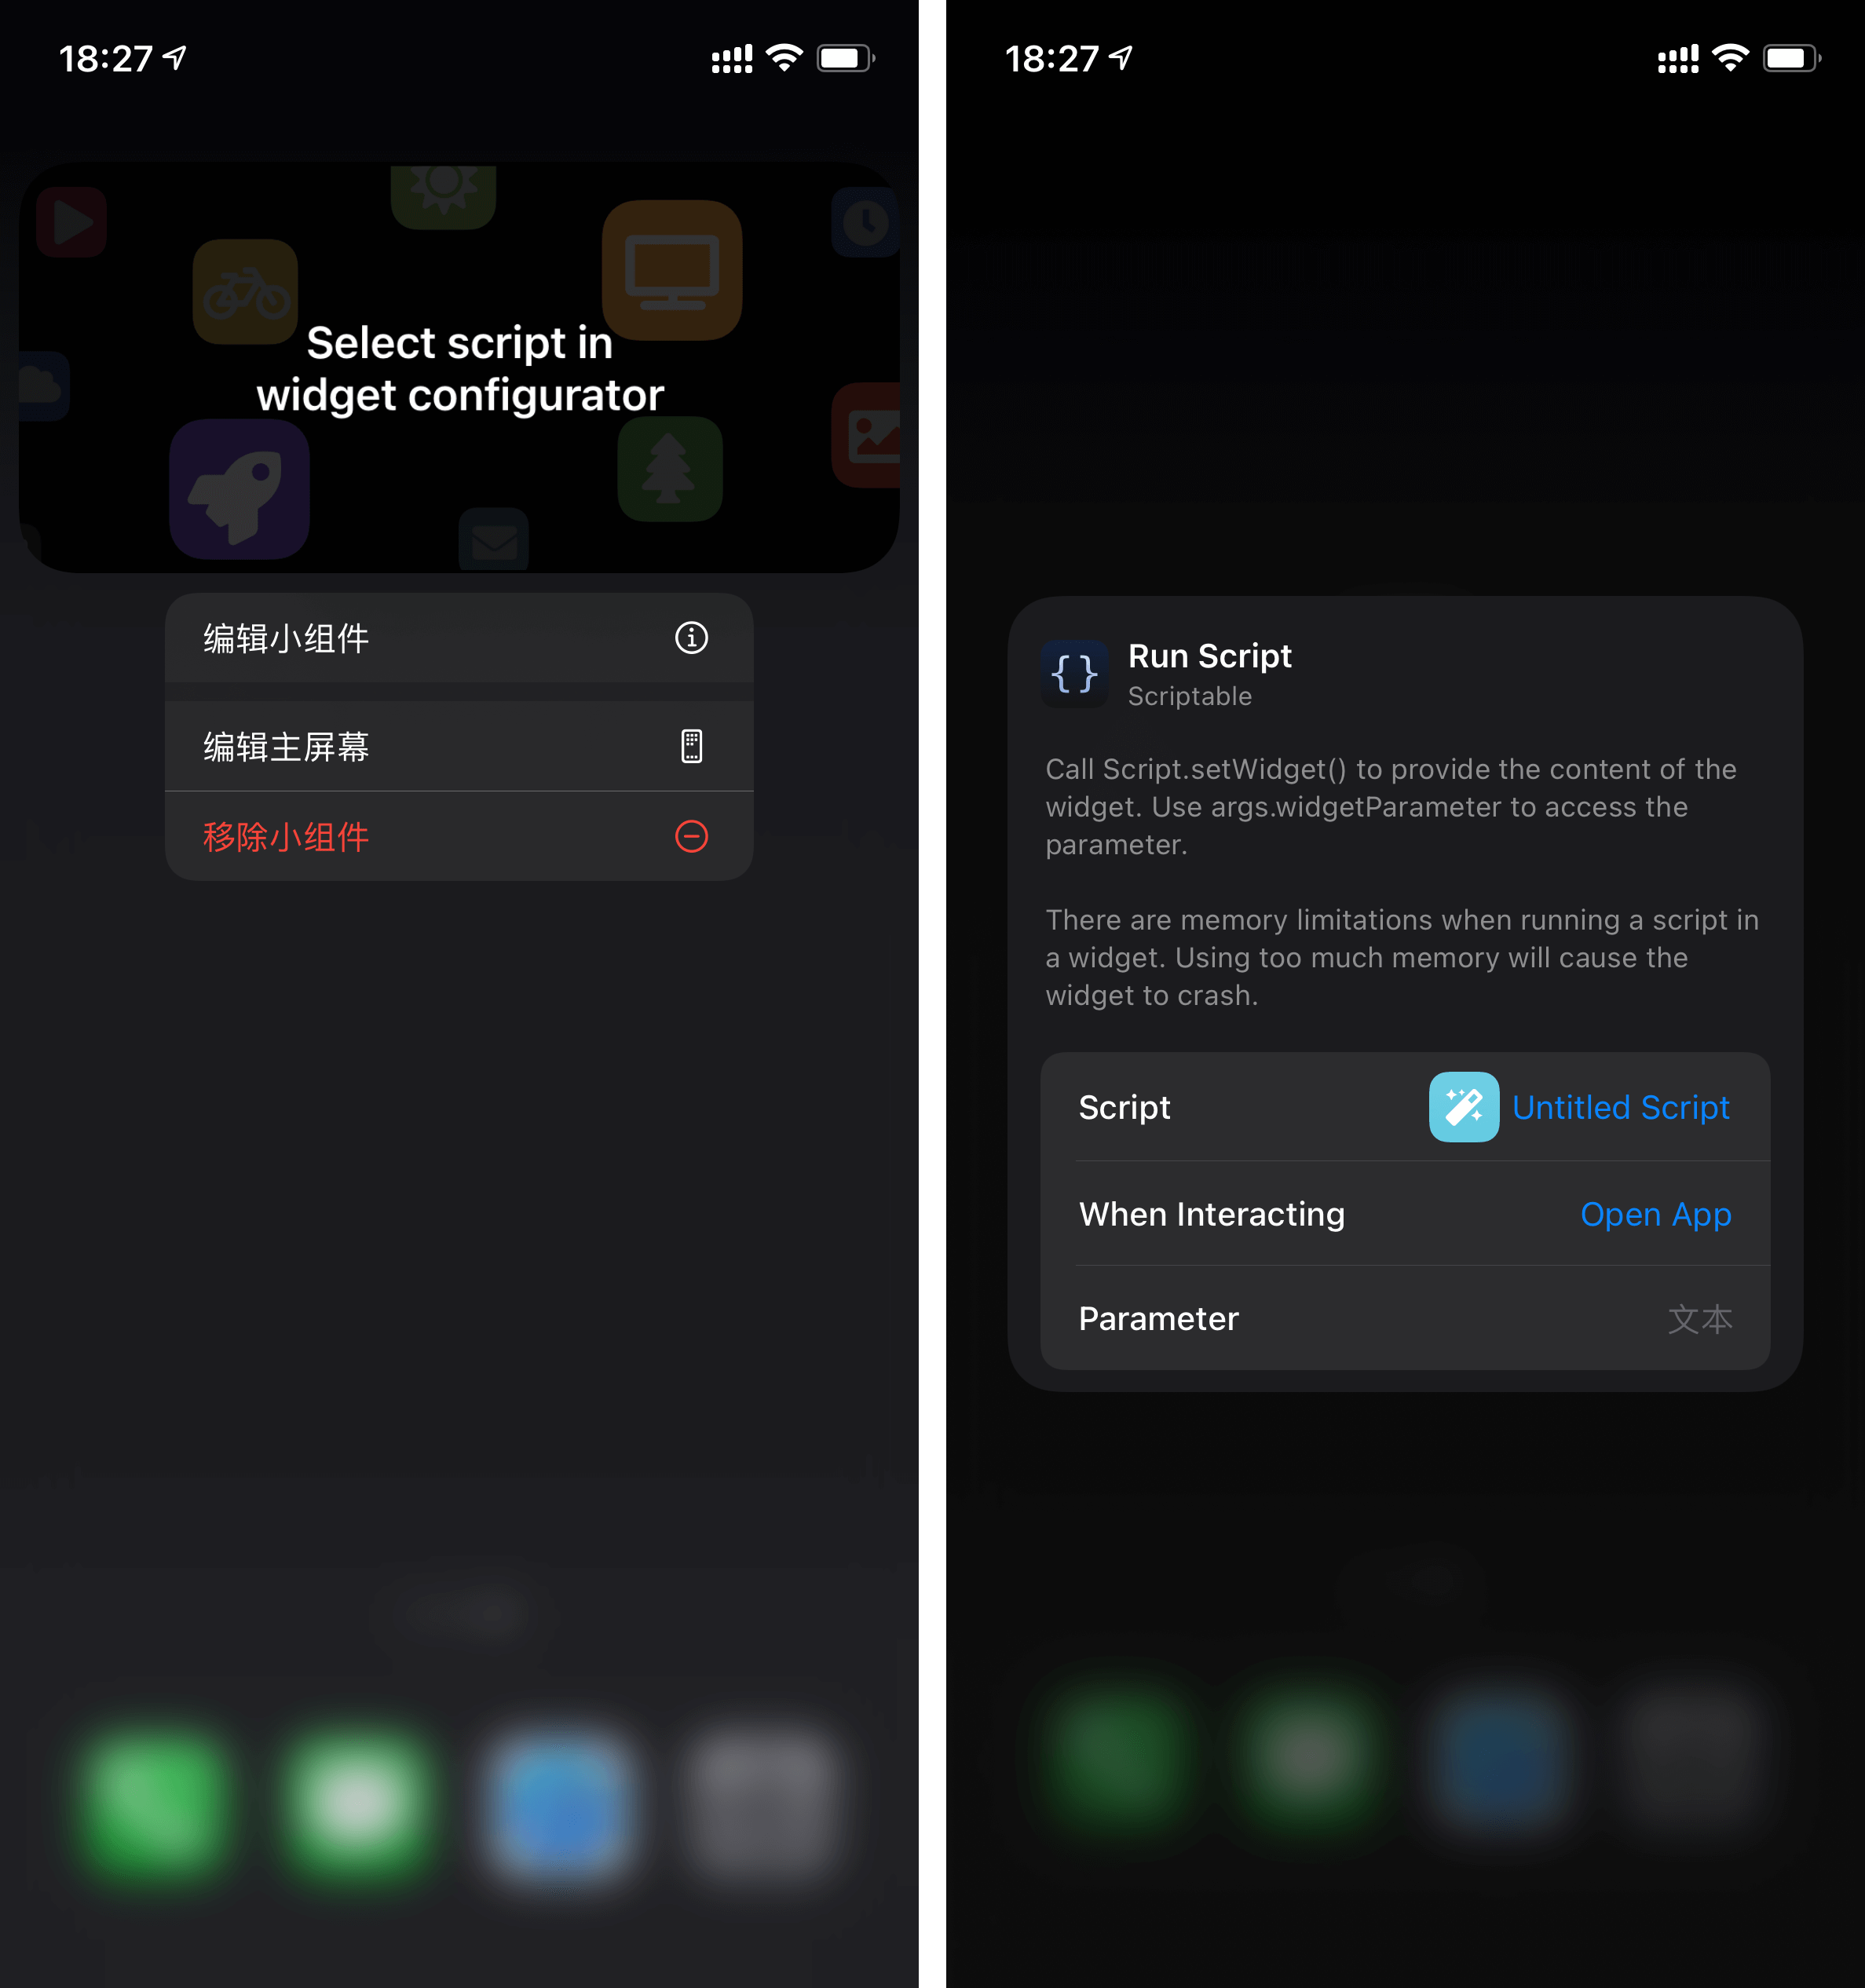 18:27
Select script in
widget configurator
编辑小组件
编辑主屏幕
移除小组件
18:27
{}
Run Script
Scriptable
Call Script.setWidget() to provide the content of the
widget. Use args.widgetParameter to access the
parameter.
There are memory limitations when running a script in
a widget. Using too much memory will cause the
widget to crash.
Script Untitled Script
When Interacting Open App
Parameter 文本